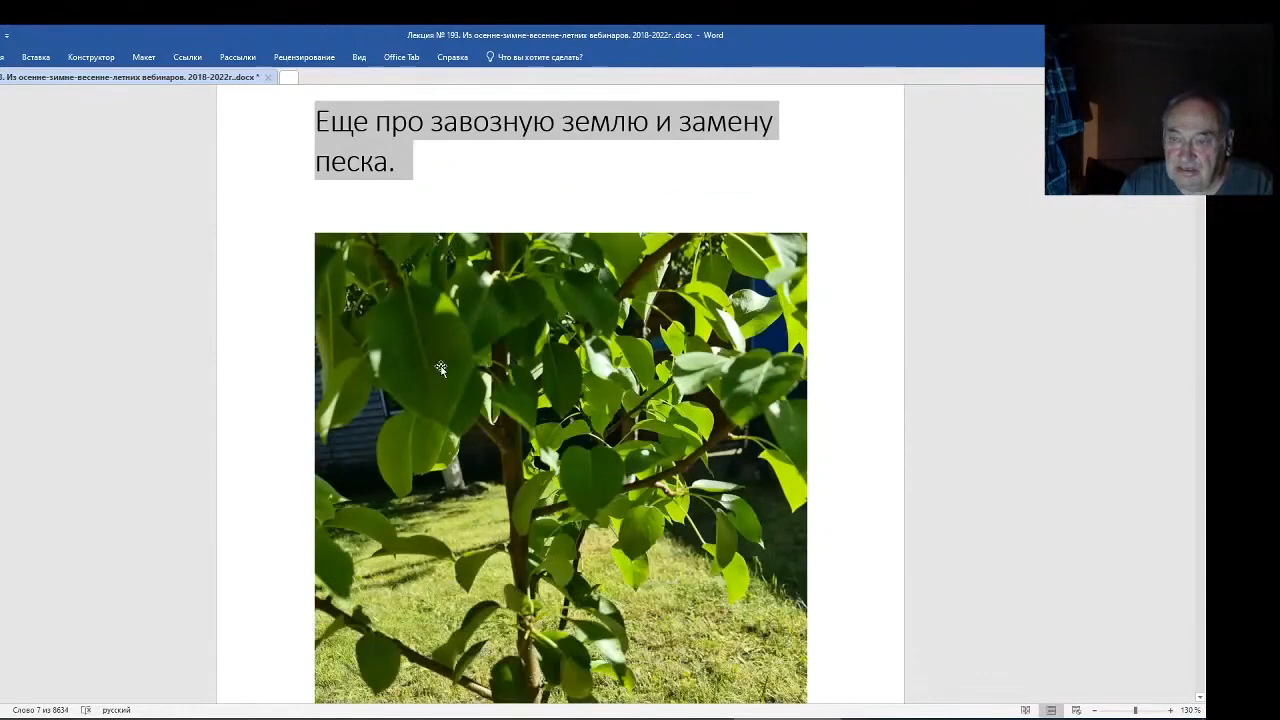 Лекция № 193. Из осенне-зимне-весенне-летних вебинаров. 2018-2022г..docx - Word
Вставка Конструктор Макет Ссылки Рассылки Рецензирование Вид Office Tab Справка Что вы хотите сделать?
3. Из осенне-зимне-весенне-летних вебинаров. 2018-2022г..docx *
Еще про завозную землю и замену
песка.
Слово 7 из 8634 русский 130 %